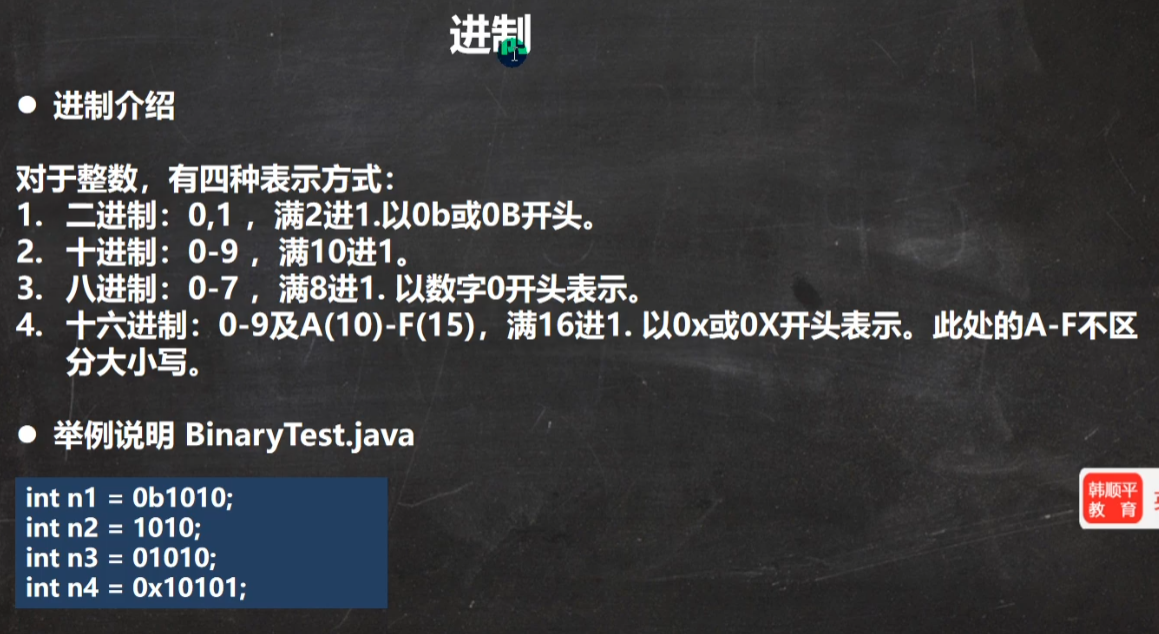 进制
● 进制介绍
对于整数，有四种表示方式：
1. 二进制：0,1 ，满2进1.以0b或0B开头。
2. 十进制：0-9 ，满10进1。
3. 八进制：0-7 ，满8进1. 以数字0开头表示。
4. 十六进制：0-9及A(10)-F(15)，满16进1. 以0x或0X开头表示。此处的A-F不区
分大小写。
● 举例说明 BinaryTest.java
int n1 = 0b1010;
int n2 = 1010;
int n3 = 01010;
int n4 = 0x10101;
韩顺平
教 育